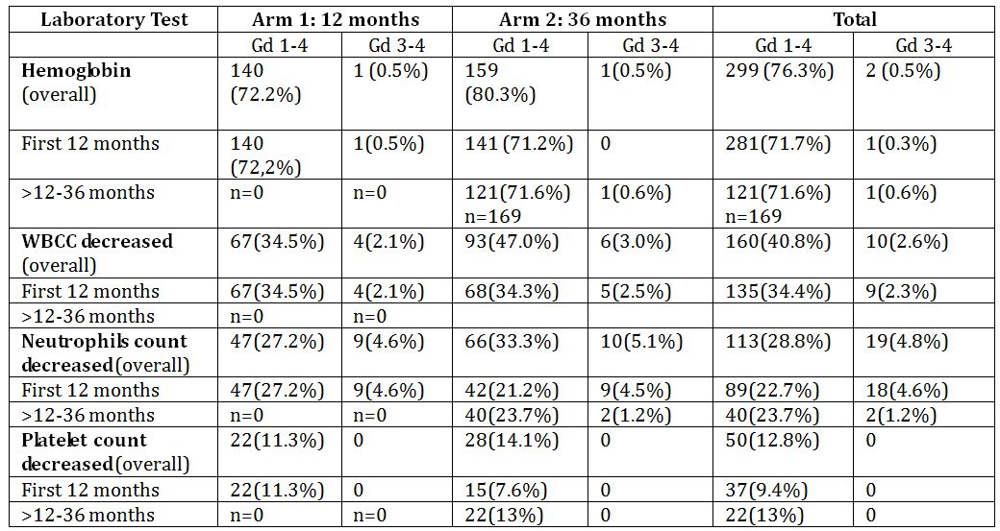 Laboratory Test Arm 1: 12 months Arm 2: 36 months Total
Gd 1-4 Gd 3-4 Gd 1-4 Gd 3-4 Gd 1-4 Gd 3-4
Hemoglobin 140 1 (0.5%) 159 1(0.5%) 299 (76.3%) 2 (0.5%)
(overall) (72.2%) (80.3%)
First 12 months 140 1(0.5%) 141 (71.2%) 0 281(71.7%) 1(0.3%)
(72,2%)
>12-36 months n=0 n=0 121(71.6%) 1(0.6%) 121(71.6%) 1(0.6%)
n=169 n=169
WBCC decreased 67(34.5%) 4(2.1%) 93(47.0%) 6(3.0%) 160(40.8%) 10(2.6%)
(overall)
First 12 months 67(34.5%) 4(2.1%) 68(34.3%) 5(2.5%) 135(34.4%) 9(2.3%)
>12-36 months n=0 n=0
Neutrophils count 47(27.2%) 9(4.6%) 66(33.3%) 10(5.1%) 113(28.8%) 19(4.8%)
decreased(overall)
First 12 months 47(27.2%) 9(4.6%) 42(21.2%) 9(4.5%) 89(22.7%) 18(4.6%)
>12-36 months n=0 n=0 40(23.7%) 2(1.2%) 40(23.7%) 2(1.2%)
Platelet count 22(11.3%) 0 28(14.1%) 0 50(12.8%) 0
decreased(overall)
First 12 months 22(11.3%) 0 15(7.6%) 0 37(9.4%) 0
>12-36 months n=0 n=0 22(13%) 0 22(13%) 0